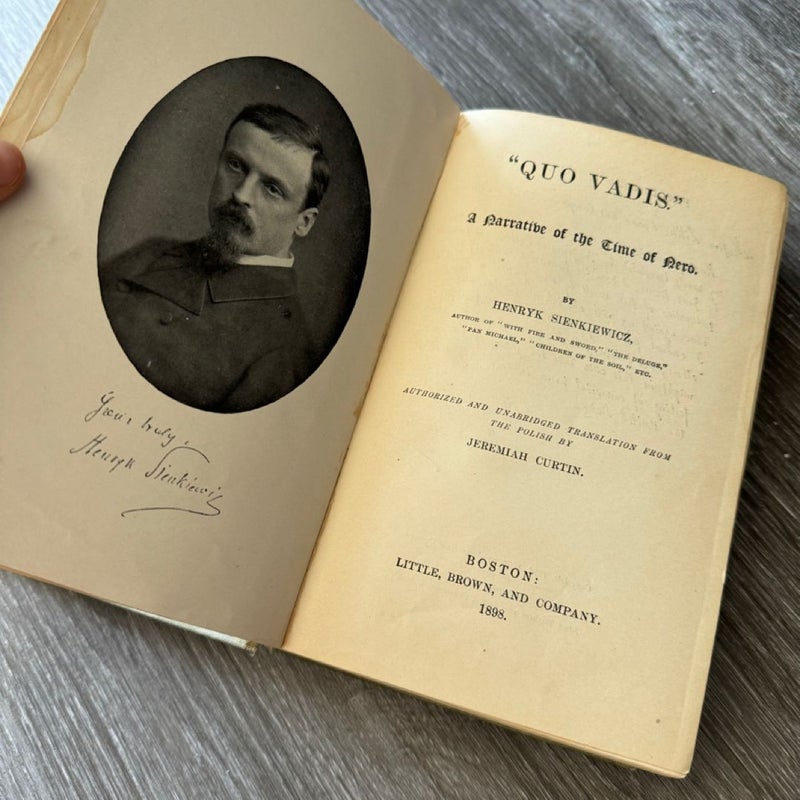 Yours truly,
Henryk Sienkiewicz
"QUO VADIS."
A Narrative of the Time of Nero.
BY
HENRYK SIENKIEWICZ,
AUTHOR OF "WITH FIRE AND SWORD," "THE DELUGE,"
"PAN MICHAEL," "CHILDREN OF THE SOIL," ETC.
AUTHORIZED AND UNABRIDGED TRANSLATION FROM
THE POLISH BY
JEREMIAH CURTIN.
BOSTON:
LITTLE, BROWN, AND COMPANY.
1898.